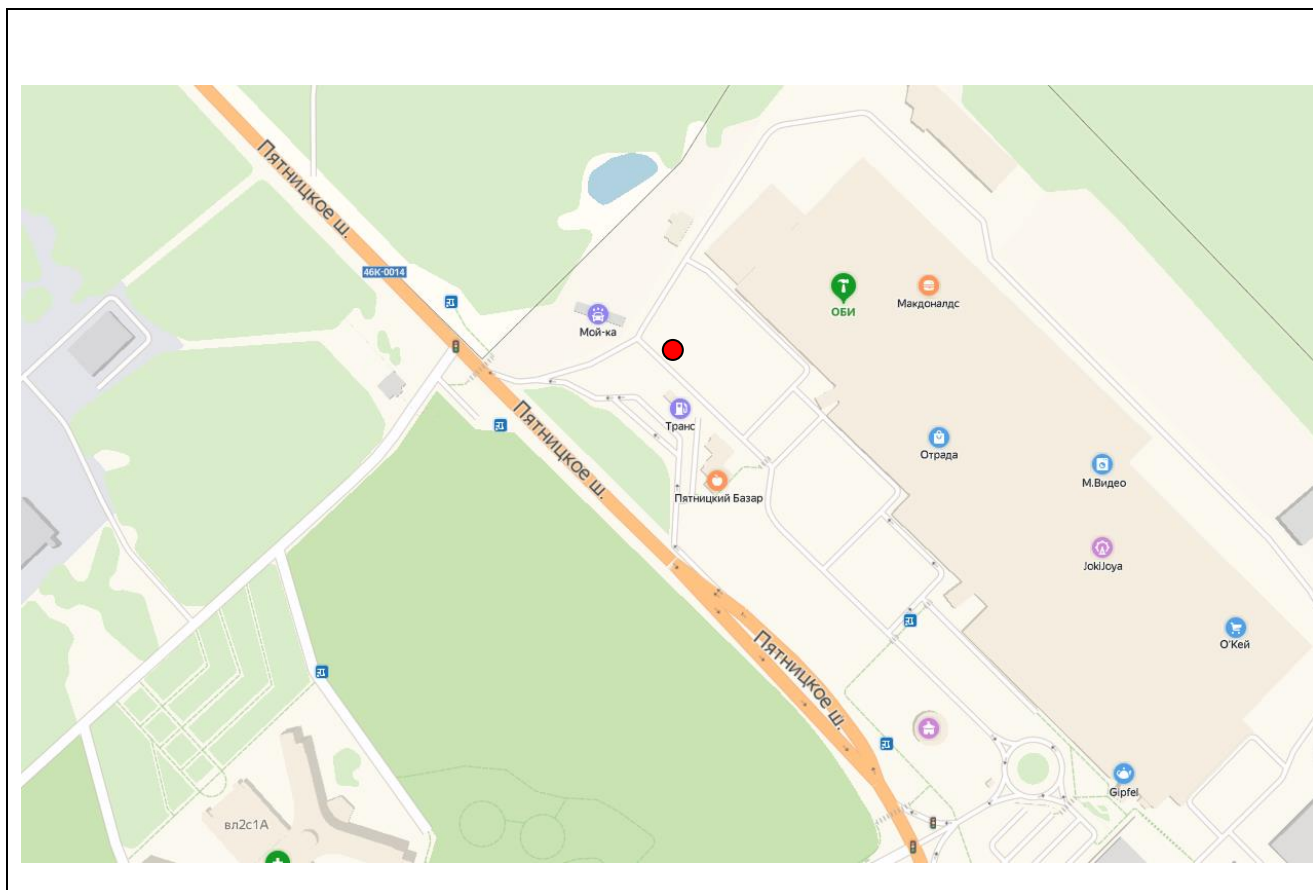 Пятницкое ш.
46К-0014
Мой-ка
ОБИ
Макдоналдс
Пятницкое ш.
Транс
Отрада
М.Видео
Пятницкий Базар
JokiJoya
О'Кей
Пятницкое ш.
Gipfel
вл2с1А